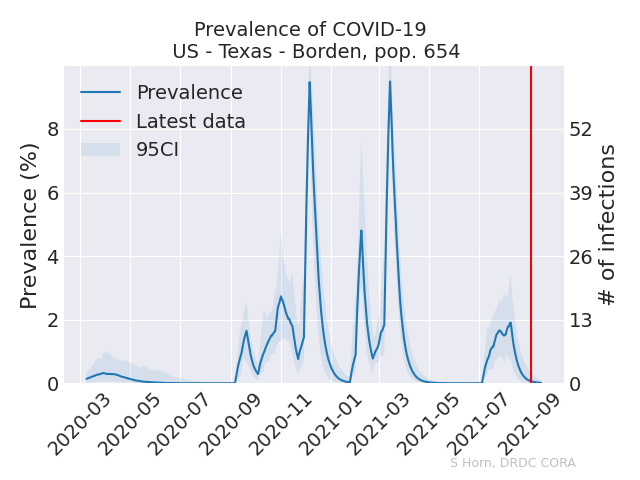 Prevalence of COVID-19
US - Texas - Borden, pop. 654
Prevalence
Latest data
95CI
Prevalence (%)
8
6
4
2
0
52
39
26
13
0
# of infections
2020-03
2020-05
2020-07
2020-09
2020-11
2021-01
2021-03
2021-05
2021-07
2021-09
S Horn, DRDC CORA